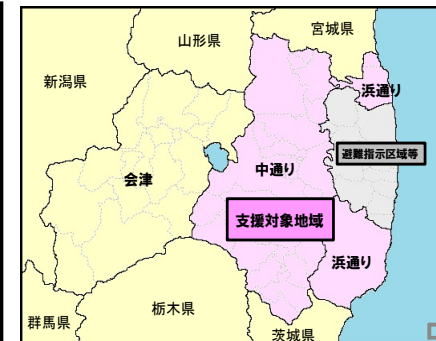 宮城県
山形県
新潟県
浜通り
避難指示区域等
中通り
会津
支援対象地域
浜通り
栃木県
群馬県
茨城県